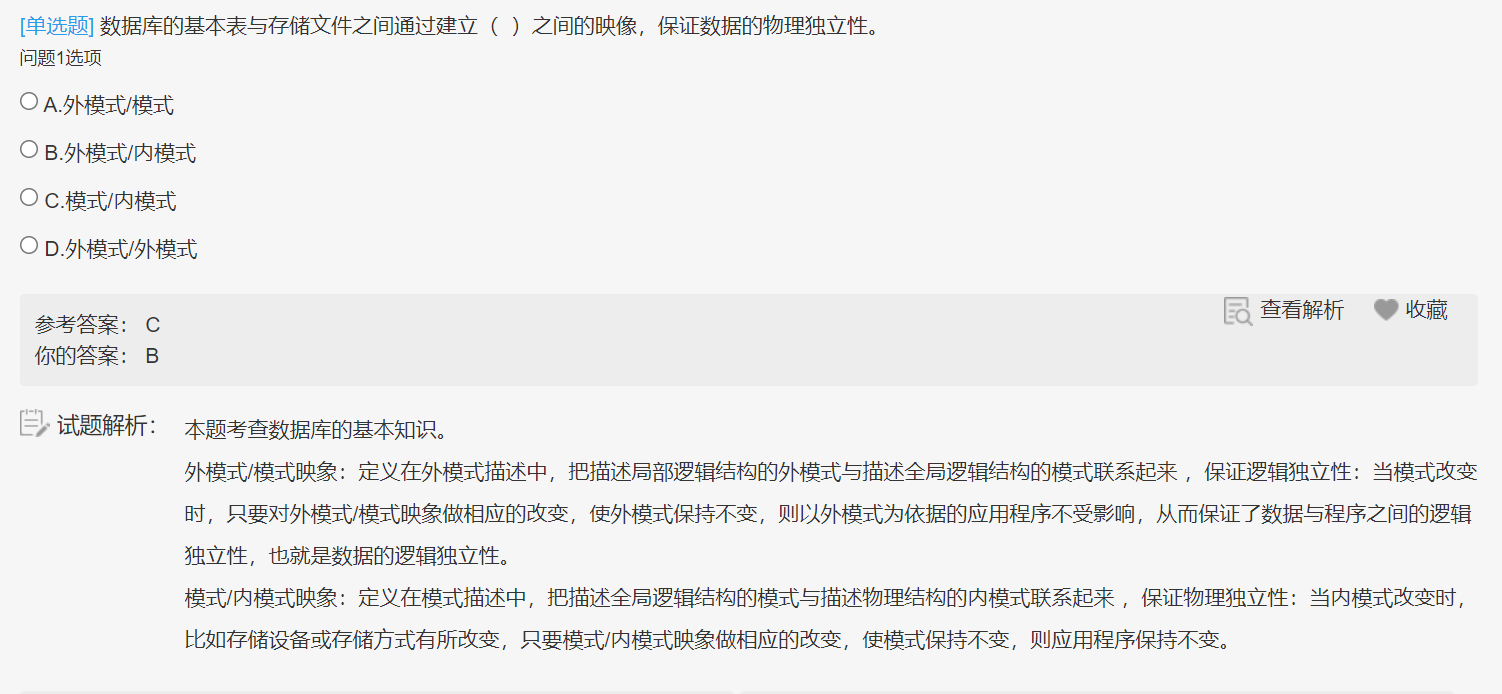 [单选题] 数据库的基本表与存储文件之间通过建立（ ）之间的映像，保证数据的物理独立性。
问题1选项
A.外模式/模式
B.外模式/内模式
C.模式/内模式
D.外模式/外模式
查看解析 收藏
参考答案： C
你的答案： B
试题解析： 本题考查数据库的基本知识。
外模式/模式映象：定义在外模式描述中，把描述局部逻辑结构的外模式与描述全局逻辑结构的模式联系起来 ，保证逻辑独立性：当模式改变
时，只要对外模式/模式映象做相应的改变，使外模式保持不变，则以外模式为依据的应用程序不受影响，从而保证了数据与程序之间的逻辑
独立性，也就是数据的逻辑独立性。
模式/内模式映象：定义在模式描述中，把描述全局逻辑结构的模式与描述物理结构的内模式联系起来 ，保证物理独立性：当内模式改变时，
比如存储设备或存储方式有所改变，只要模式/内模式映象做相应的改变，使模式保持不变，则应用程序保持不变。